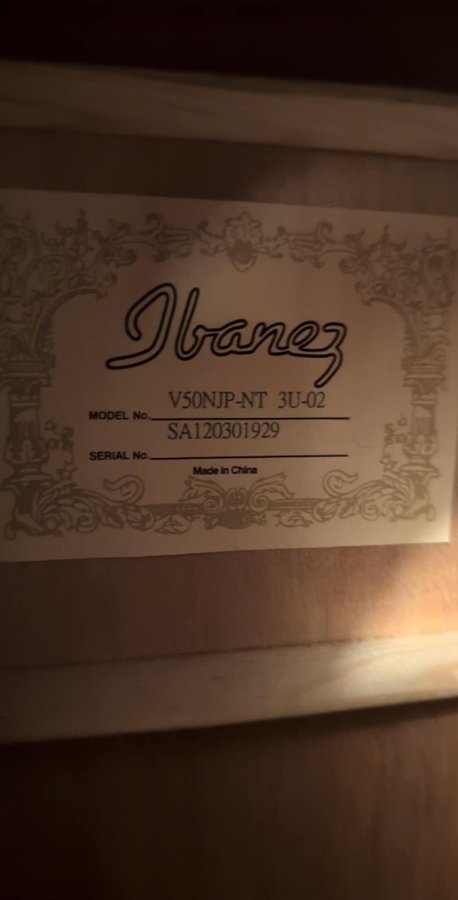 Ibanez
MODEL No. V50NJP-NT 3U-02
SERIAL No. SA120301929
Made in China